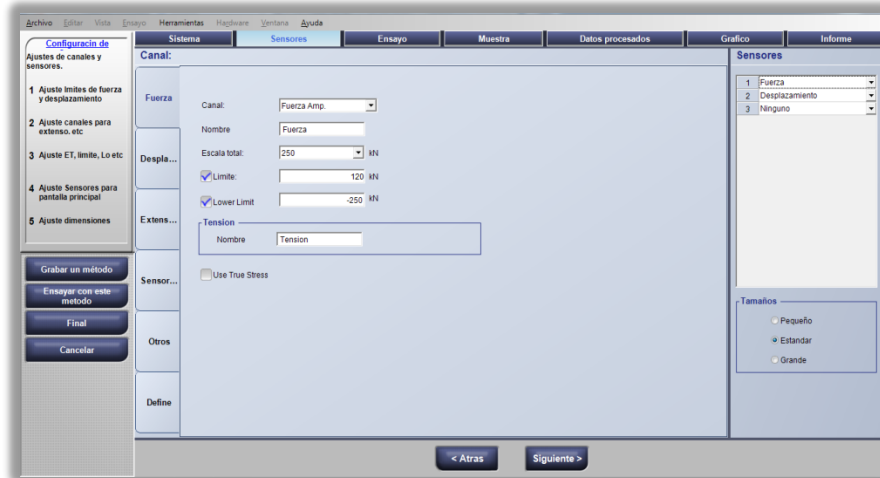 Archivo Editar Vista Ensayo Herramientas Hardware Ventana Ayuda
Configuracin de
Ajustes de canales y
sensores.
1 Ajuste lmites de fuerza
y desplazamiento
2 Ajuste canales para
extenso. etc
3 Ajuste ET, limite, Lo etc
4 Ajuste Sensores para
pantalla principal
5 Ajuste dimensiones
Grabar un método
Ensayar con este
metodo
Final
Cancelar
Sistema Sensores Ensayo Muestra Datos procesados Grafico Informe
Canal:
Fuerza
Despla...
Extens...
Sensor...
Otros
Define
Canal: Fuerza Amp.
Nombre Fuerza
Escala total: 250 kN
Limite: 120 kN
Lower Limit -250 kN
Tension
Nombre Tension
Use True Stress
< Atras Siguiente >
Sensores
1 Fuerza
2 Desplazamiento
3 Ninguno
Tamaños
Pequeño
Estandar
Grande